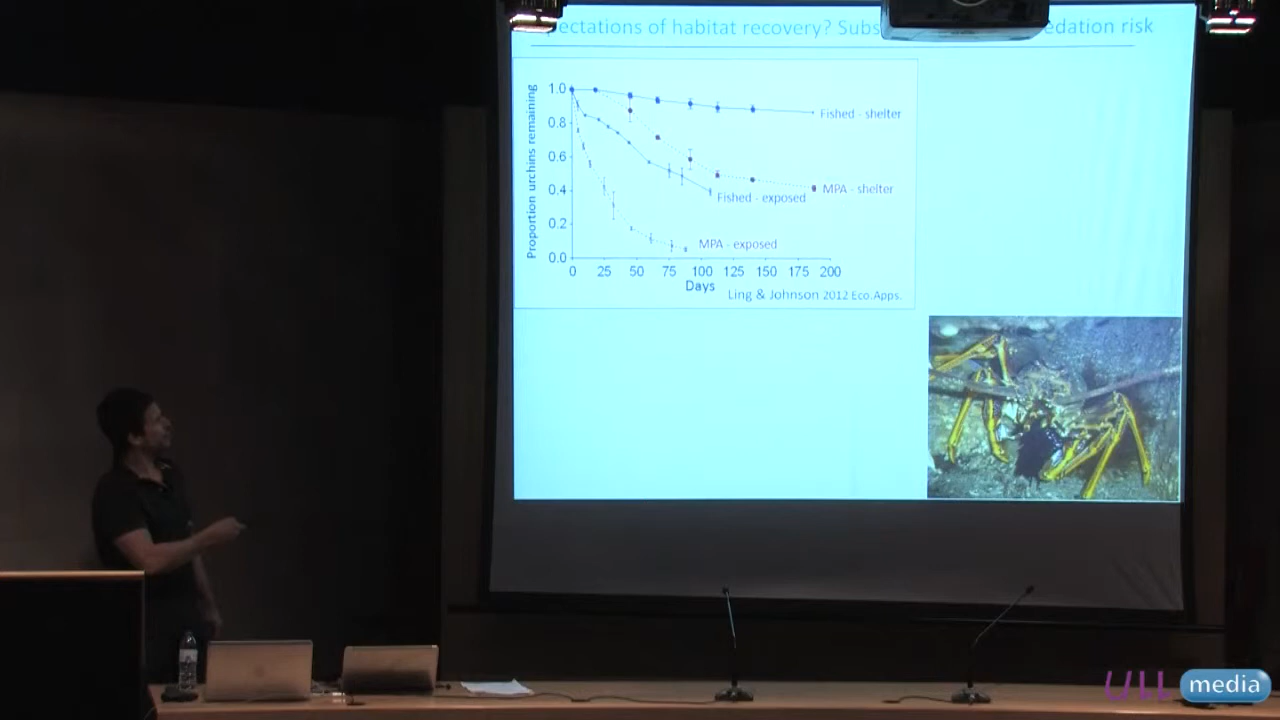 ectations of habitat recovery? Subs edation risk
Proportion urchins remaining
1.0
0.8
0.6
0.4
0.2
0.0
Fished - shelter
MPA - shelter
Fished - exposed
MPA - exposed
0 25 50 75 100 125 150 175 200
Days
Ling & Johnson 2012 Eco.Apps.
ULL media